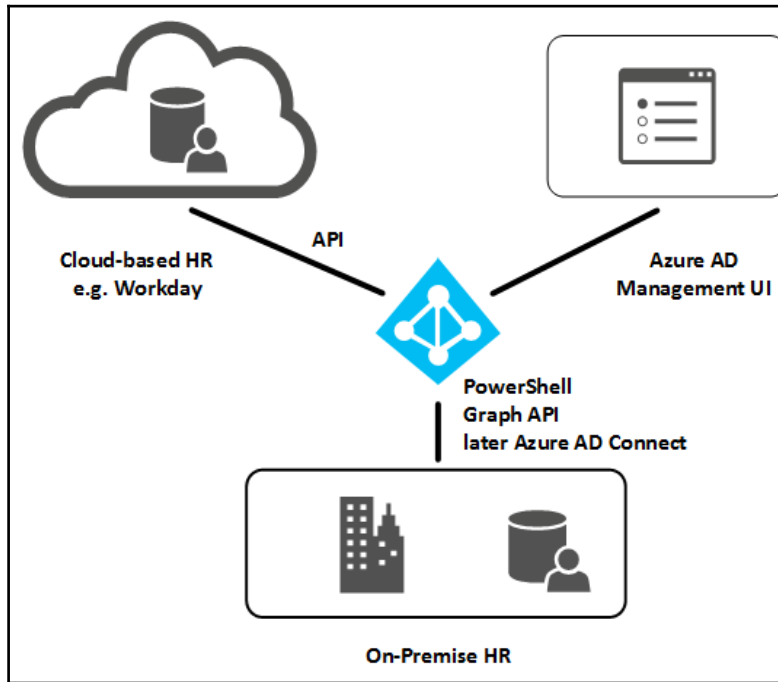 API
Cloud-based HR
e.g. Workday
Azure AD
Management UI
PowerShell
Graph API
later Azure AD Connect
On-Premise HR